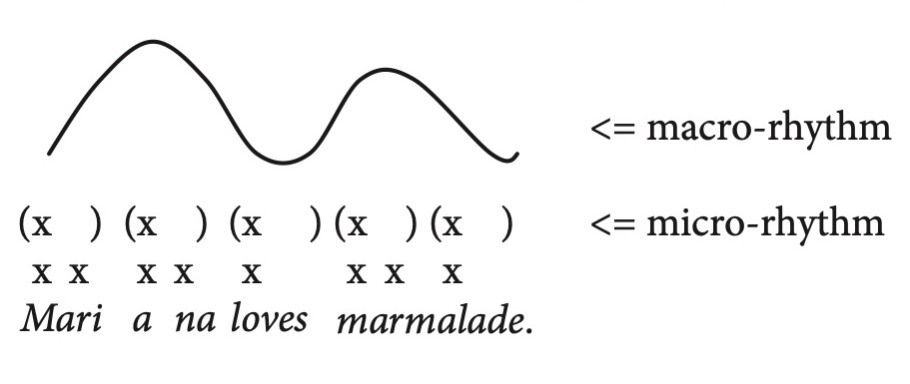 <= macro-rhythm
(x ) (x ) (x ) (x ) (x ) <= micro-rhythm
x x x x x x x x
Mari a na loves marmalade.